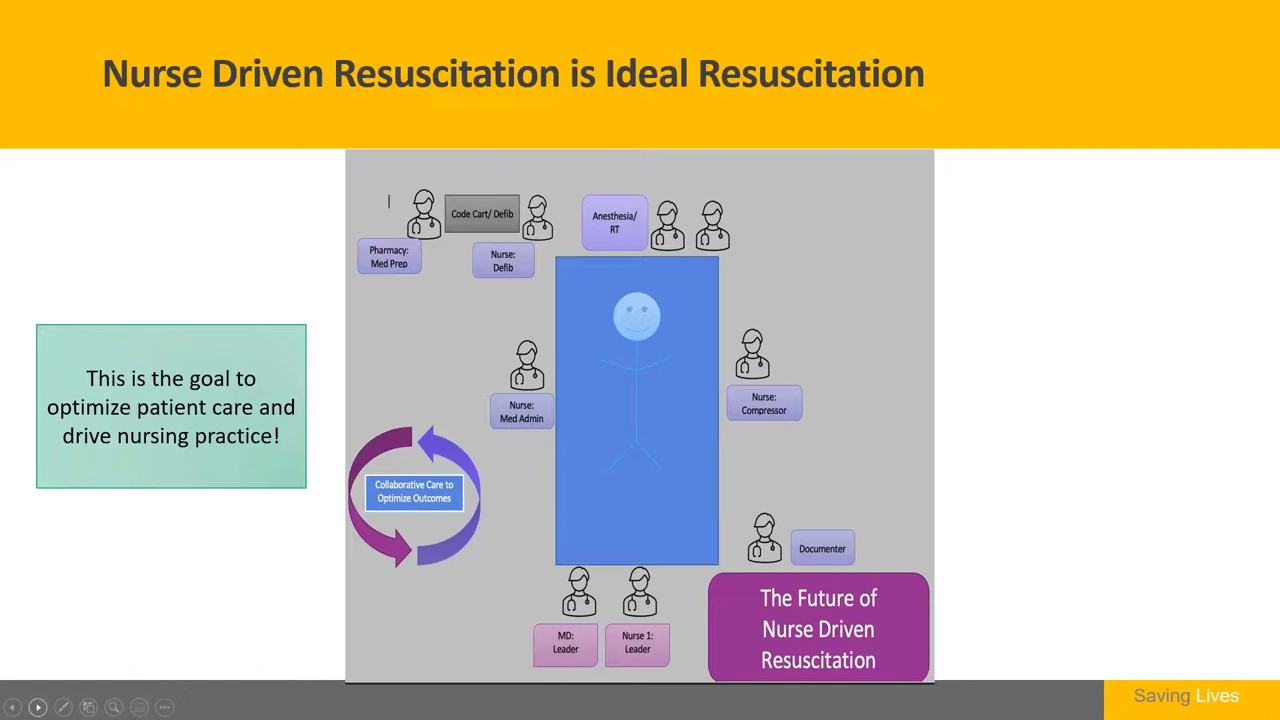 Nurse Driven Resuscitation is Ideal Resuscitation
Code Cart/ Defib
Anesthesia/
RT
Pharmacy:
Med Prep
Nurse:
Defib
This is the goal to
optimize patient care and
drive nursing practice!
Nurse:
Med Admin
Nurse:
Compressor
Collaborative Care to
Optimize Outcomes
Documenter
MD:
Leader
Nurse 1:
Leader
The Future of
Nurse Driven
Resuscitation
Saving Lives